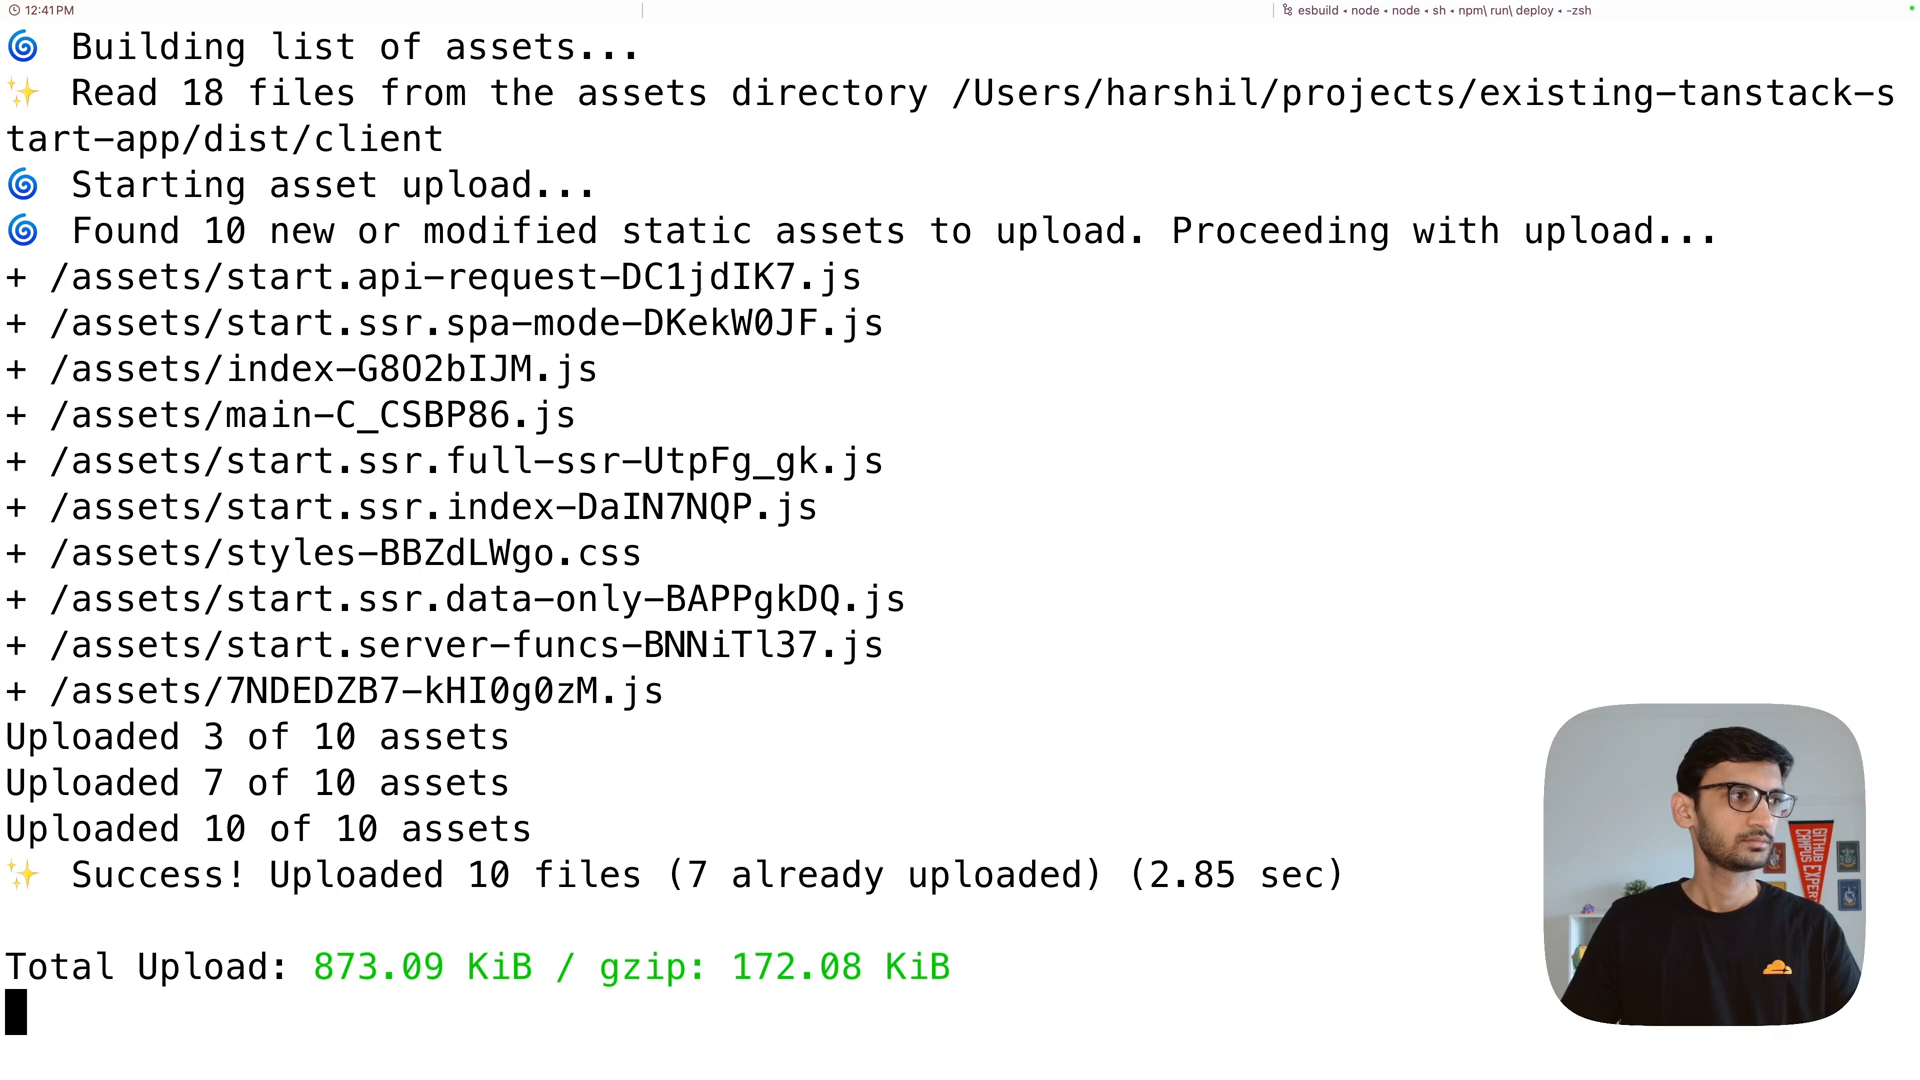 12:41PM
esbuild ◂ node ◂ node ◂ sh ◂ npm\ run\ deploy ◂ -zsh
🌀 Building list of assets...
✨ Read 18 files from the assets directory /Users/harshil/projects/existing-tanstack-s
tart-app/dist/client
🌀 Starting asset upload...
🌀 Found 10 new or modified static assets to upload. Proceeding with upload...
+ /assets/start.api-request-DC1jdIK7.js
+ /assets/start.ssr.spa-mode-DKekW0JF.js
+ /assets/index-G8O2bIJM.js
+ /assets/main-C_CSBP86.js
+ /assets/start.ssr.full-ssr-UtpFg_gk.js
+ /assets/start.ssr.index-DaIN7NQP.js
+ /assets/styles-BBZdLWgo.css
+ /assets/start.ssr.data-only-BAPPgkDQ.js
+ /assets/start.server-funcs-BNNiTl37.js
+ /assets/7NDEDZB7-kHI0g0zM.js
Uploaded 3 of 10 assets
Uploaded 7 of 10 assets
Uploaded 10 of 10 assets
✨ Success! Uploaded 10 files (7 already uploaded) (2.85 sec)
Total Upload: 873.09 KiB / gzip: 172.08 KiB
GITHUB
CAMPUS EXPERT